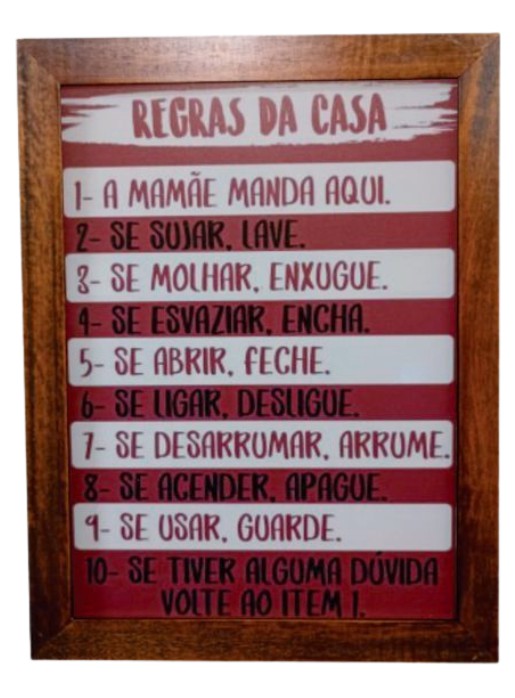 REGRAS DA CASA
1- A MAMÃE MANDA AQUI.
2- SE SUJAR, LAVE.
3- SE MOLHAR, ENXUGUE.
4- SE ESVAZIAR, ENCHA.
5- SE ABRIR, FECHE.
6- SE LIGAR, DESLIGUE.
7- SE DESARRUMAR, ARRUME.
8- SE ACENDER, APAGUE.
9- SE USAR, GUARDE.
10- SE TIVER ALGUMA DÚVIDA
VOLTE AO ITEM 1.